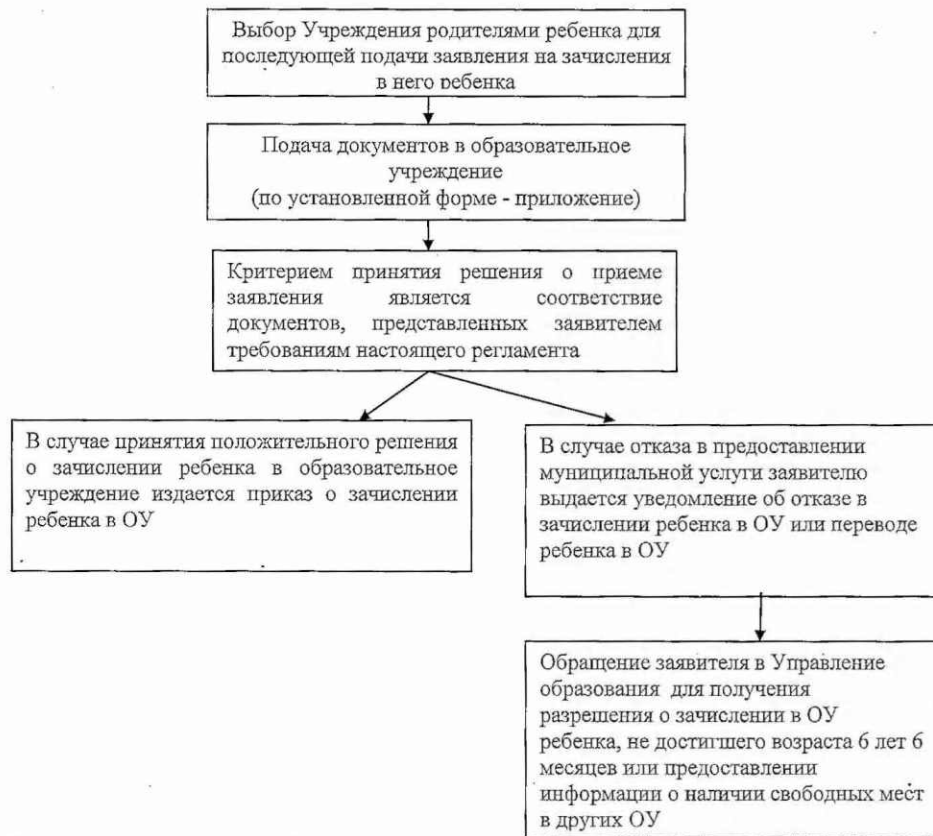 Выбор Учреждения родителями ребенка для
последующей подачи заявления на зачисления
в него ребенка
Подача документов в образовательное
учреждение
(по установленной форме - приложение)
Критерием принятия решения о приеме
заявления является соответствие
документов, представленных заявителем
требованиям настоящего регламента
В случае принятия положительного решения
о зачислении ребенка в образовательное
учреждение издается приказ о зачислении
ребенка в ОУ
В случае отказа в предоставлении
муниципальной услуги заявителю
выдается уведомление об отказе в
зачислении ребенка в ОУ или переводе
ребенка в ОУ
Обращение заявителя в Управление
образования для получения
разрешения о зачислении в ОУ
ребенка, не достигшего возраста 6 лет 6
месяцев или предоставлении
информации о наличии свободных мест
в других ОУ